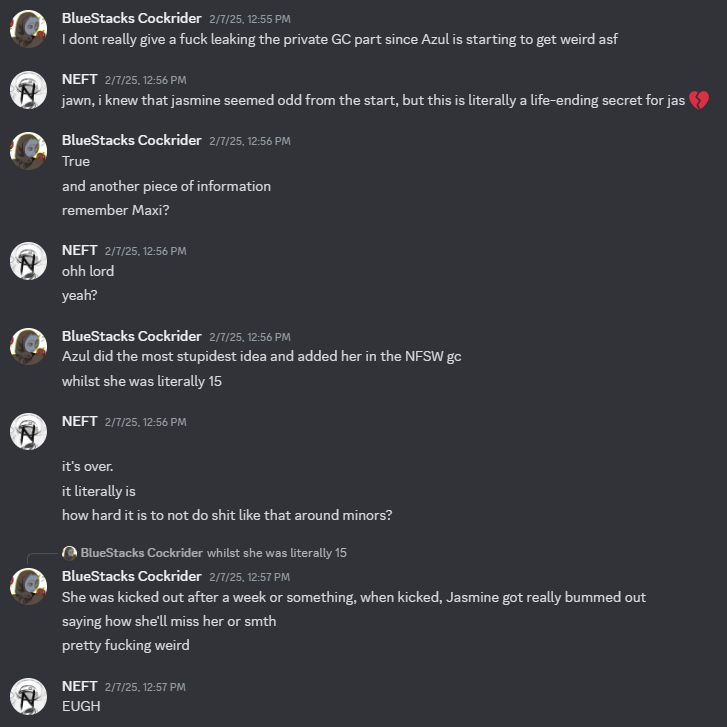 BlueStacks Cockrider 2/7/25, 12:55 PM
I dont really give a fuck leaking the private GC part since Azul is starting to get weird asf
NEFT 2/7/25, 12:56 PM
jawn, i knew that jasmine seemed odd from the start, but this is literally a life-ending secret for jas 💔
BlueStacks Cockrider 2/7/25, 12:56 PM
True
and another piece of information
remember Maxi?
NEFT 2/7/25, 12:56 PM
ohh lord
yeah?
BlueStacks Cockrider 2/7/25, 12:56 PM
Azul did the most stupidest idea and added her in the NFSW gc
whilst she was literally 15
NEFT 2/7/25, 12:56 PM
it's over.
it literally is
how hard it is to not do shit like that around minors?
BlueStacks Cockrider whilst she was literally 15
BlueStacks Cockrider 2/7/25, 12:57 PM
She was kicked out after a week or something, when kicked, Jasmine got really bummed out
saying how she'll miss her or smth
pretty fucking weird
NEFT 2/7/25, 12:57 PM
EUGH